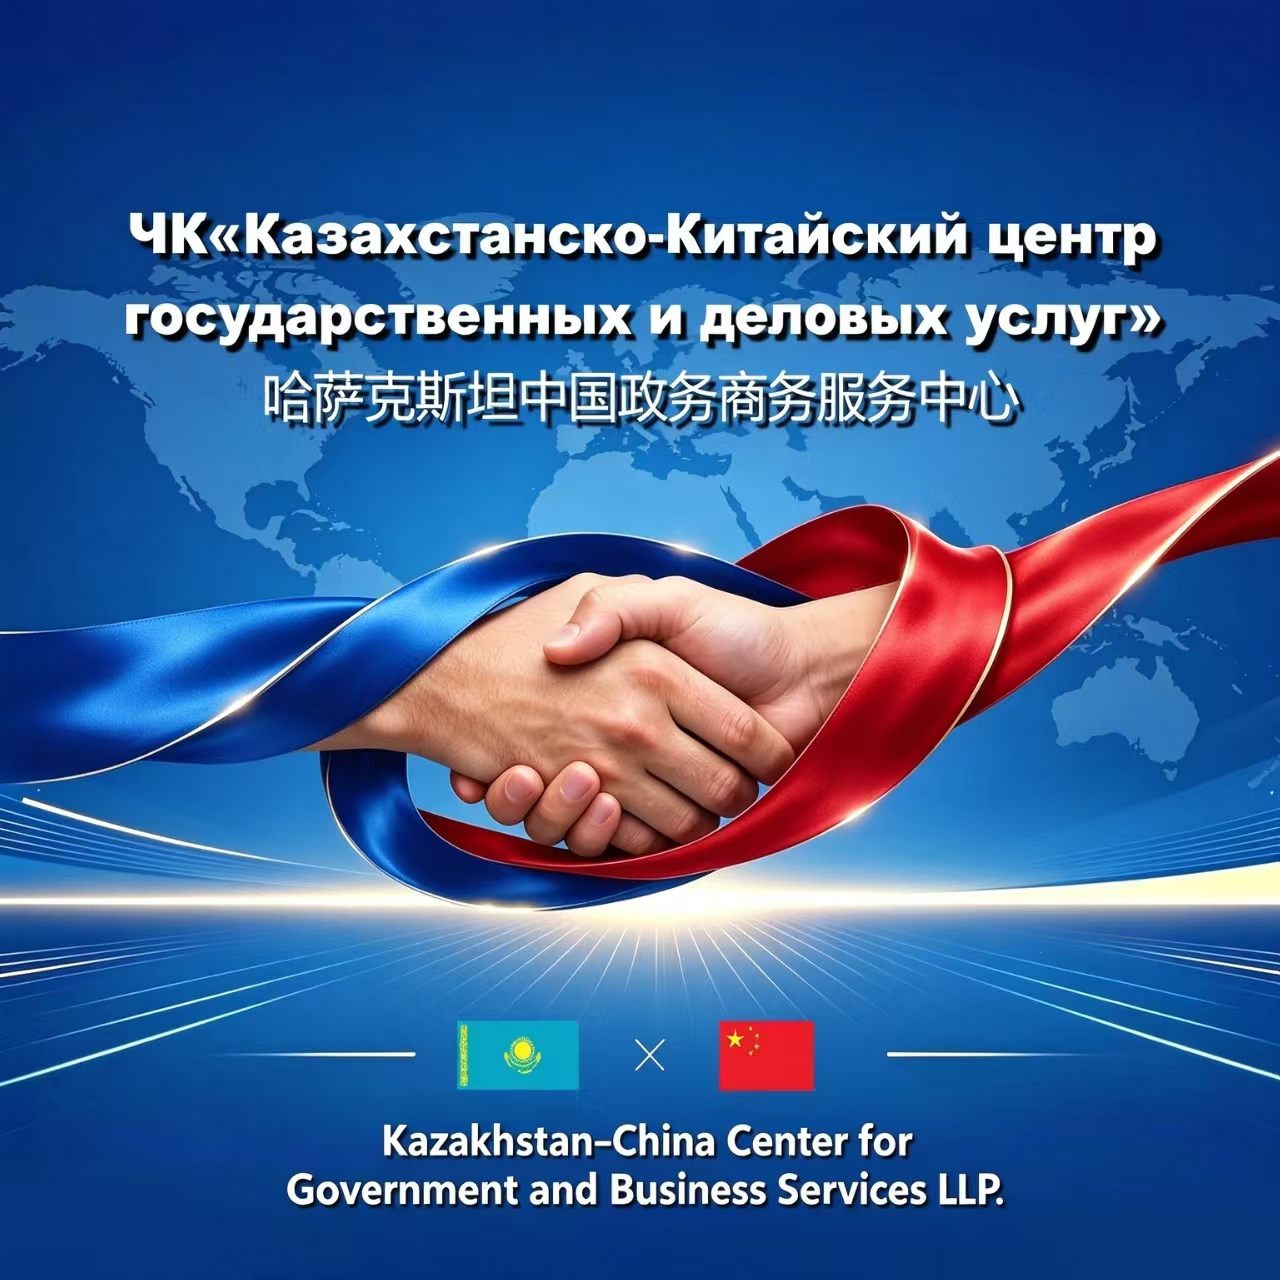 ЧК«Казахстанско-Китайский центр
государственных и деловых услуг»
哈萨克斯坦中国政务商务服务中心
Kazakhstan–China Center for
Government and Business Services LLP.